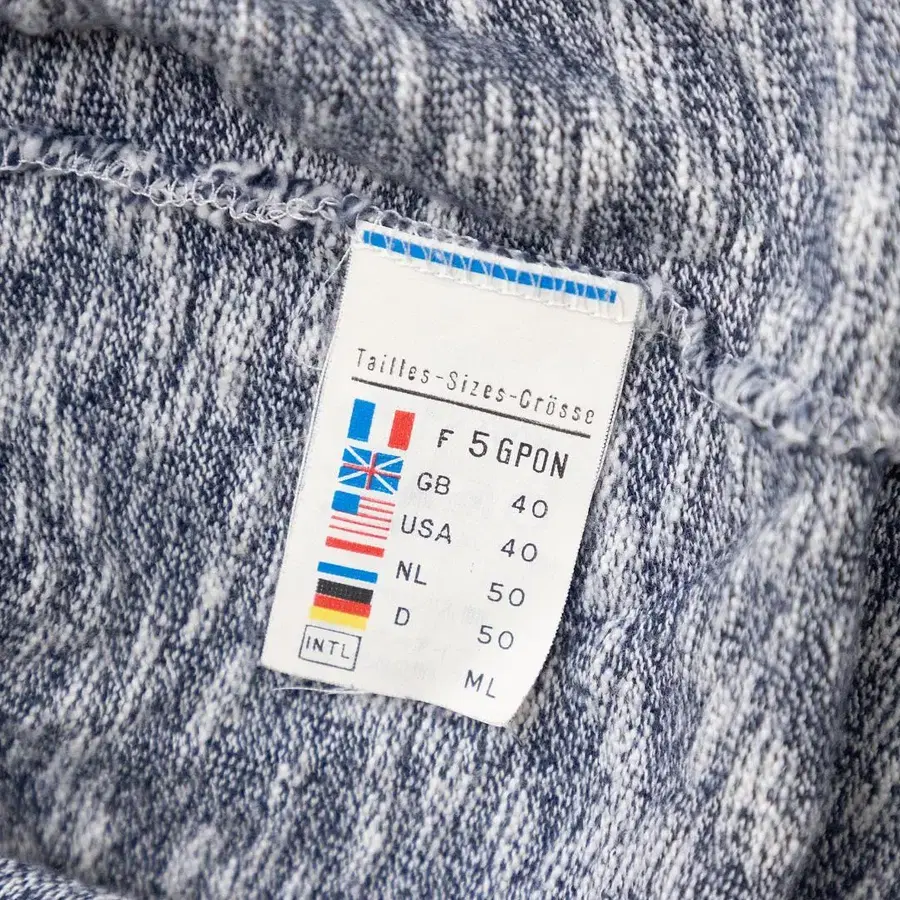 Tailles-Sizes-Grösse
F 5 GPON
GB 40
USA 40
NL 50
D 50
INTL ML